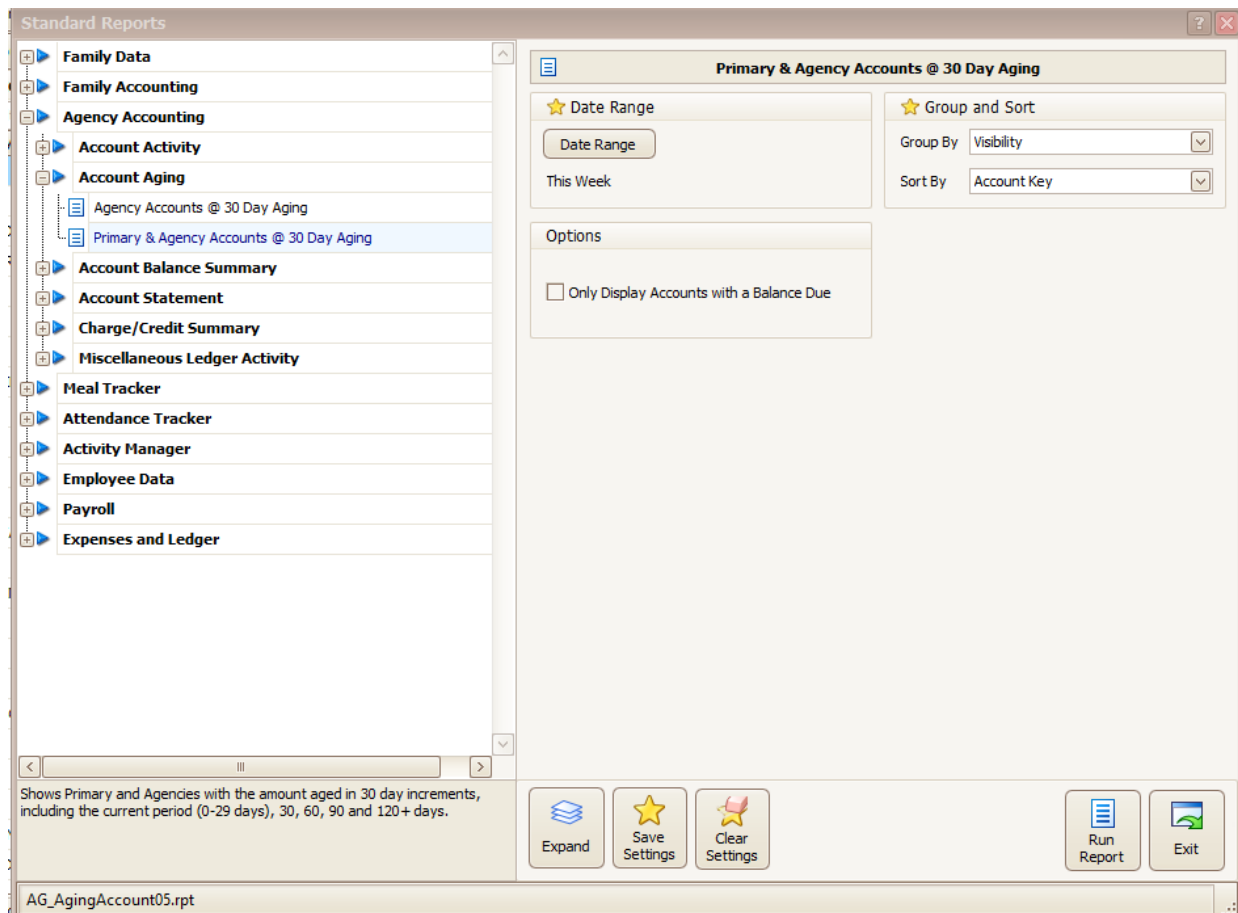 Standard Reports
Family Data
Family Accounting
Agency Accounting
Account Activity
Account Aging
Agency Accounts @ 30 Day Aging
Primary & Agency Accounts @ 30 Day Aging
Account Balance Summary
Account Statement
Charge/Credit Summary
Miscellaneous Ledger Activity
Meal Tracker
Attendance Tracker
Activity Manager
Employee Data
Payroll
Expenses and Ledger
Shows Primary and Agencies with the amount aged in 30 day increments,
including the current period (0-29 days), 30, 60, 90 and 120+ days.
Primary & Agency Accounts @ 30 Day Aging
Date Range
Date Range
This Week
Group and Sort
Group By Visibility
Sort By Account Key
Options
Only Display Accounts with a Balance Due
Expand
Save
Settings
Clear
Settings
Run
Report
Exit
AG_AgingAccount05.rpt